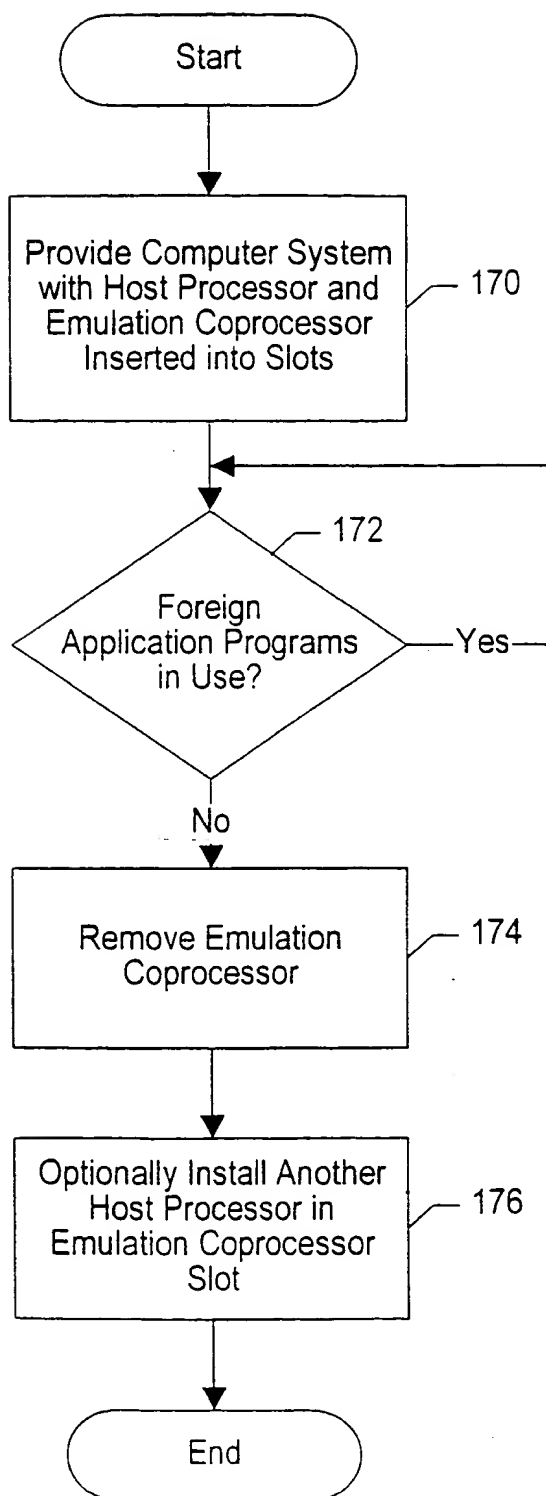 Start
Provide Computer System
with Host Processor and
Emulation Coprocessor
Inserted into Slots
170
172
Foreign
Application Programs
in Use?
Yes
No
Remove Emulation
Coprocessor
174
Optionally Install Another
Host Processor in
Emulation Coprocessor
Slot
176
End